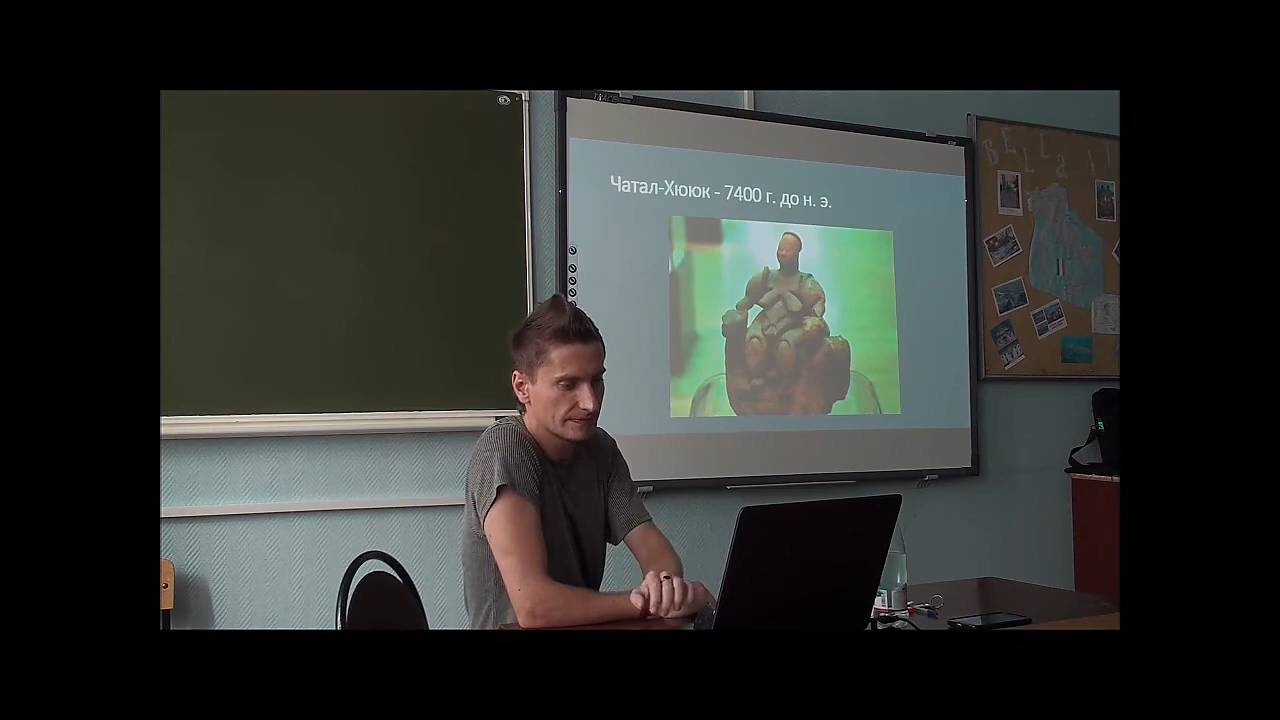 Чатал-Хююк - 7400 г. до н. э.